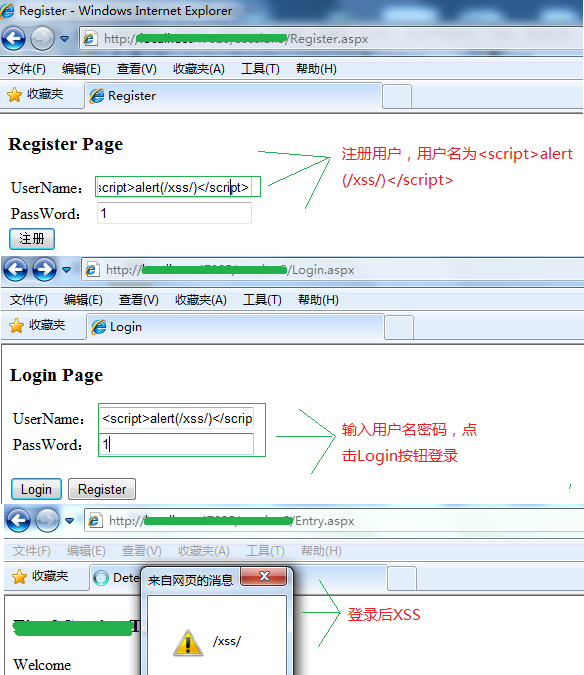 Register - Windows Internet Explorer
http:// /Register.aspx
文件(F) 编辑(E) 查看(V) 收藏夹(A) 工具(T) 帮助(H)
收藏夹 Register
Register Page
UserName: script>alert(/xss/)</script>
PassWord: 1
注册
注册用户，用户名为<script>alert
(/xss/)</script>
http:// /Login.aspx
文件(F) 编辑(E) 查看(V) 收藏夹(A) 工具(T) 帮助(H)
收藏夹 Login
Login Page
UserName: <script>alert(/xss/)</scrip
PassWord: 1
Login Register
输入用户名密码，点
击Login按钮登录
http:// /Entry.aspx
文件(F) 编辑(E) 查看(V) 收藏夹(A) 工具(T) 帮助(H)
收藏夹 Dete
来自网页的消息
/xss/
Welcome
登录后XSS